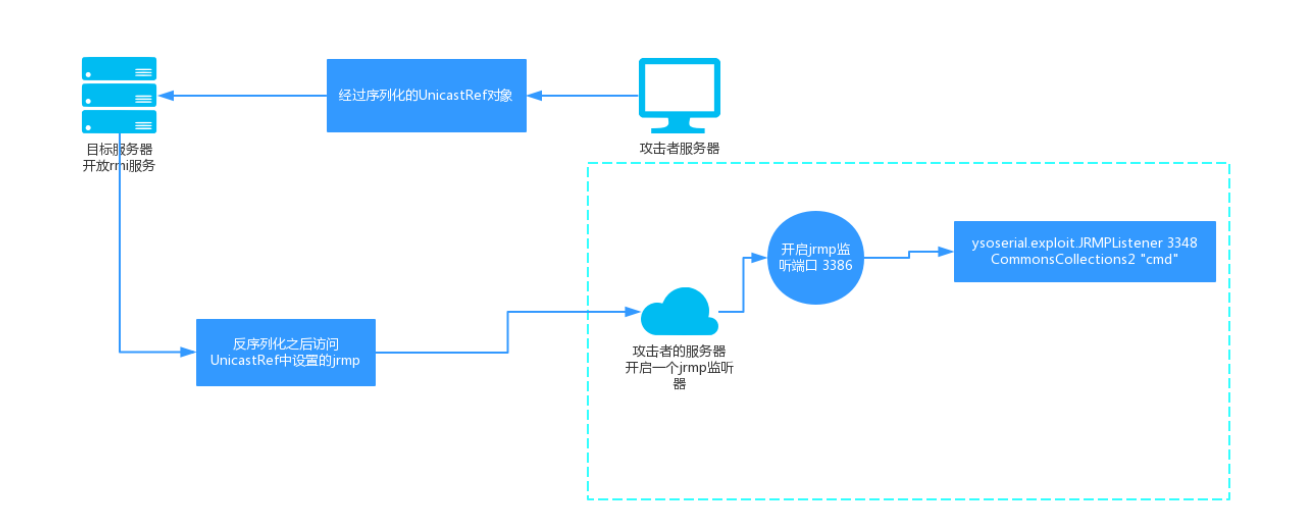 经过序列化的UnicastRef对象
目标服务器
开放rmi服务
攻击者服务器
开启jrmp监
听端口 3386
ysoserial.exploit.JRMPListener 3348
CommonsCollections2 "cmd"
反序列化之后访问
UnicastRef中设置的jrmp
攻击者的服务器
开启一个jrmp监听
器